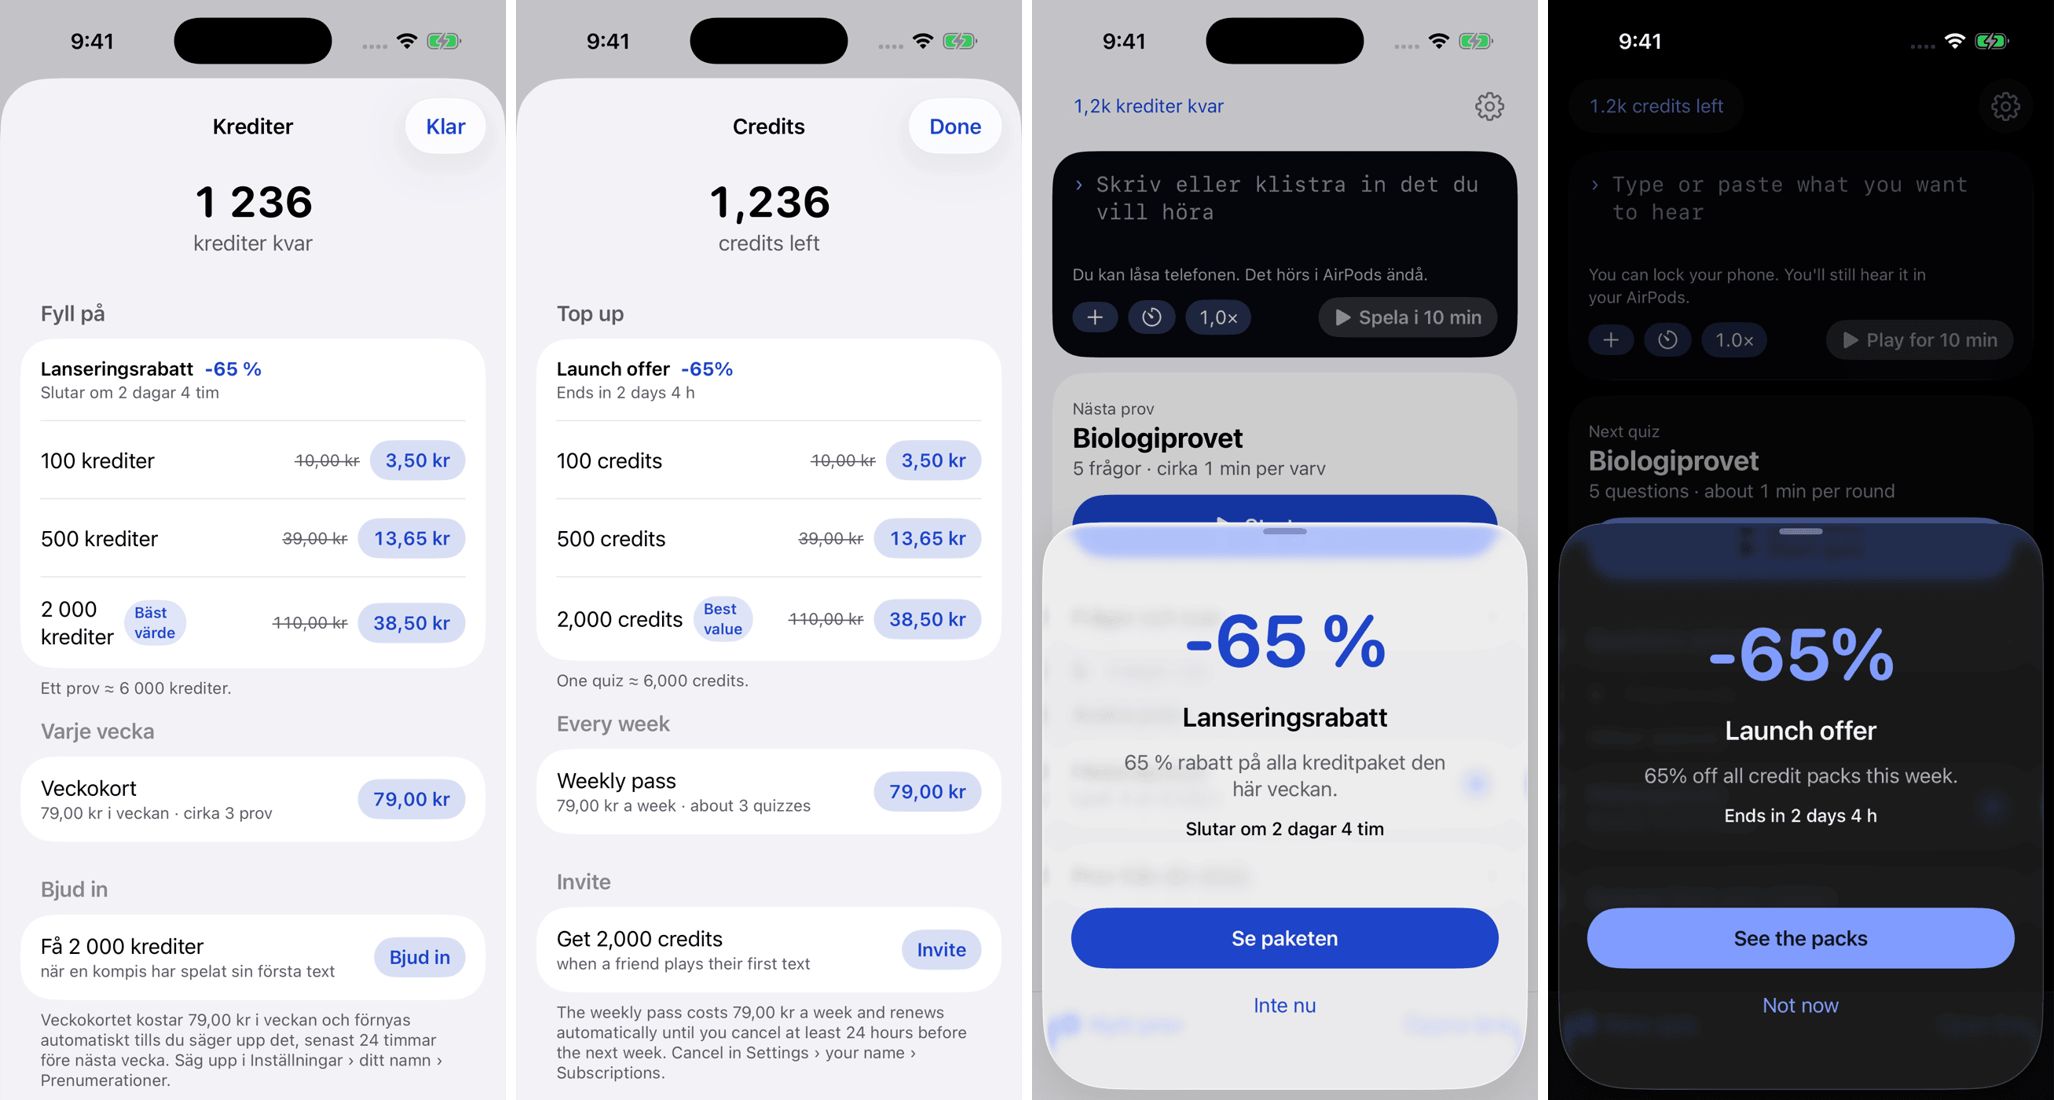 9:41
Krediter
Klar
1 236
krediter kvar
Fyll på
Lanseringsrabatt -65 %
Slutar om 2 dagar 4 tim
100 krediter 10,00 kr 3,50 kr
500 krediter 39,00 kr 13,65 kr
2 000
krediter
Bäst
värde
110,00 kr 38,50 kr
Ett prov ≈ 6 000 krediter.
Varje vecka
Veckokort
79,00 kr i veckan · cirka 3 prov
79,00 kr
Bjud in
Få 2 000 krediter
när en kompis har spelat sin första text
Bjud in
Veckokortet kostar 79,00 kr i veckan och förnyas
automatiskt tills du säger upp det, senast 24 timmar
före nästa vecka. Säg upp i Inställningar › ditt namn ›
Prenumerationer.
9:41
Credits
Done
1,236
credits left
Top up
Launch offer -65%
Ends in 2 days 4 h
100 credits 10,00 kr 3,50 kr
500 credits 39,00 kr 13,65 kr
2,000 credits
Best
value
110,00 kr 38,50 kr
One quiz ≈ 6,000 credits.
Every week
Weekly pass
79,00 kr a week · about 3 quizzes
79,00 kr
Invite
Get 2,000 credits
when a friend plays their first text
Invite
The weekly pass costs 79,00 kr a week and renews
automatically until you cancel at least 24 hours before
the next week. Cancel in Settings › your name ›
Subscriptions.
9:41
1,2k krediter kvar
› Skriv eller klistra in det du
vill höra
Du kan låsa telefonen. Det hörs i AirPods ändå.
1,0×
Spela i 10 min
Nästa prov
Biologiprovet
5 frågor · cirka 1 min per varv
-65 %
Lanseringsrabatt
65 % rabatt på alla kreditpaket den
här veckan.
Slutar om 2 dagar 4 tim
Se paketen
Inte nu
9:41
1.2k credits left
› Type or paste what you want
to hear
You can lock your phone. You'll still hear it in
your AirPods.
1.0×
Play for 10 min
Next quiz
Biologiprovet
5 questions · about 1 min per round
-65%
Launch offer
65% off all credit packs this week.
Ends in 2 days 4 h
See the packs
Not now